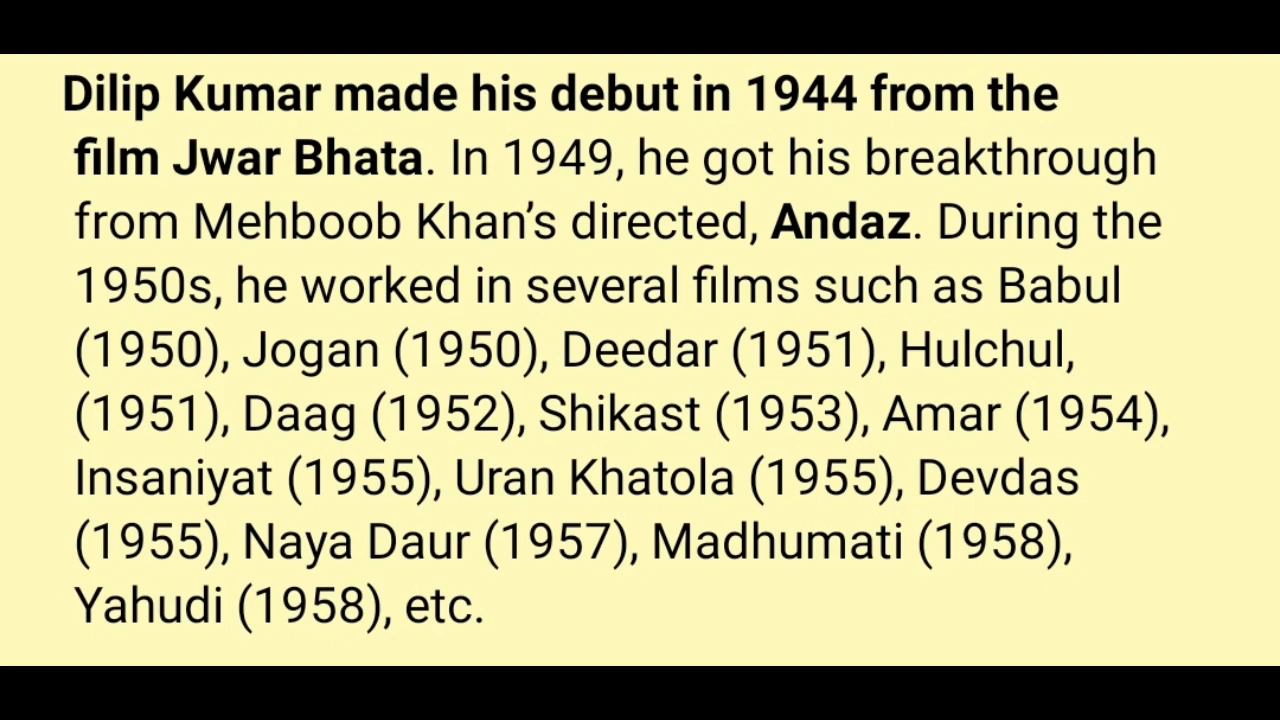 Dilip Kumar made his debut in 1944 from the
film Jwar Bhata. In 1949, he got his breakthrough
from Mehboob Khan’s directed, Andaz. During the
1950s, he worked in several films such as Babul
(1950), Jogan (1950), Deedar (1951), Hulchul,
(1951), Daag (1952), Shikast (1953), Amar (1954),
Insaniyat (1955), Uran Khatola (1955), Devdas
(1955), Naya Daur (1957), Madhumati (1958),
Yahudi (1958), etc.